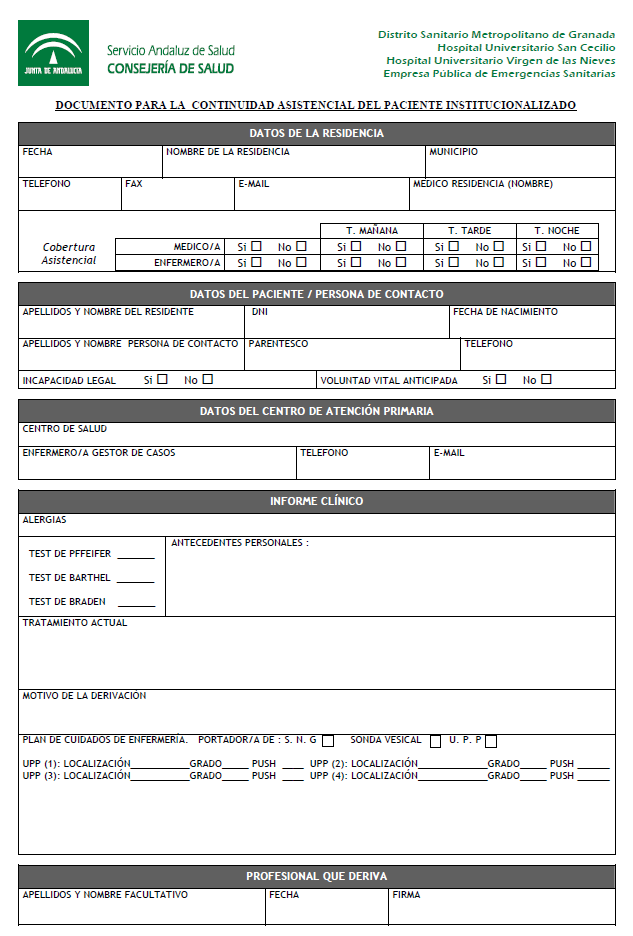 Distrito Sanitario Metropolitano de Granada
Hospital Universitario San Cecilio
Hospital Universitario Virgen de las Nieves
Empresa Pública de Emergencias Sanitarias
JUNTA DE ANDALUCIA
Servicio Andaluz de Salud
CONSEJERÍA DE SALUD
DOCUMENTO PARA LA CONTINUIDAD ASISTENCIAL DEL PACIENTE INSTITUCIONALIZADO
DATOS DE LA RESIDENCIA
FECHA NOMBRE DE LA RESIDENCIA MUNICIPIO
TELEFONO FAX E-MAIL MÉDICO RESIDENCIA (NOMBRE)
T. MAÑANA T. TARDE T. NOCHE
Cobertura Asistencial
MEDICO/A Si ☐ No ☐ Si ☐ No ☐ Si ☐ No ☐ Si ☐ No ☐
ENFERMERO/A Si ☐ No ☐ Si ☐ No ☐ Si ☐ No ☐ Si ☐ No ☐
DATOS DEL PACIENTE / PERSONA DE CONTACTO
APELLIDOS Y NOMBRE DEL RESIDENTE DNI FECHA DE NACIMIENTO
APELLIDOS Y NOMBRE PERSONA DE CONTACTO PARENTESCO TELEFONO
INCAPACIDAD LEGAL Si ☐ No ☐ VOLUNTAD VITAL ANTICIPADA Si ☐ No ☐
DATOS DEL CENTRO DE ATENCIÓN PRIMARIA
CENTRO DE SALUD
ENFERMERO/A GESTOR DE CASOS TELEFONO E-MAIL
INFORME CLÍNICO
ALERGIAS
ANTECEDENTES PERSONALES :
TEST DE PFFEIFER ______
TEST DE BARTHEL ______
TEST DE BRADEN ______
TRATAMIENTO ACTUAL
MOTIVO DE LA DERIVACIÓN
PLAN DE CUIDADOS DE ENFERMERÍA. PORTADOR/A DE : S. N. G ☐ SONDA VESICAL ☐ U. P. P ☐
UPP (1): LOCALIZACIÓN__________GRADO_____ PUSH ____ UPP (2): LOCALIZACIÓN____________GRADO_____ PUSH ______
UPP (3): LOCALIZACIÓN__________GRADO_____ PUSH ____ UPP (4): LOCALIZACIÓN____________GRADO_____ PUSH ______
PROFESIONAL QUE DERIVA
APELLIDOS Y NOMBRE FACULTATIVO FECHA FIRMA